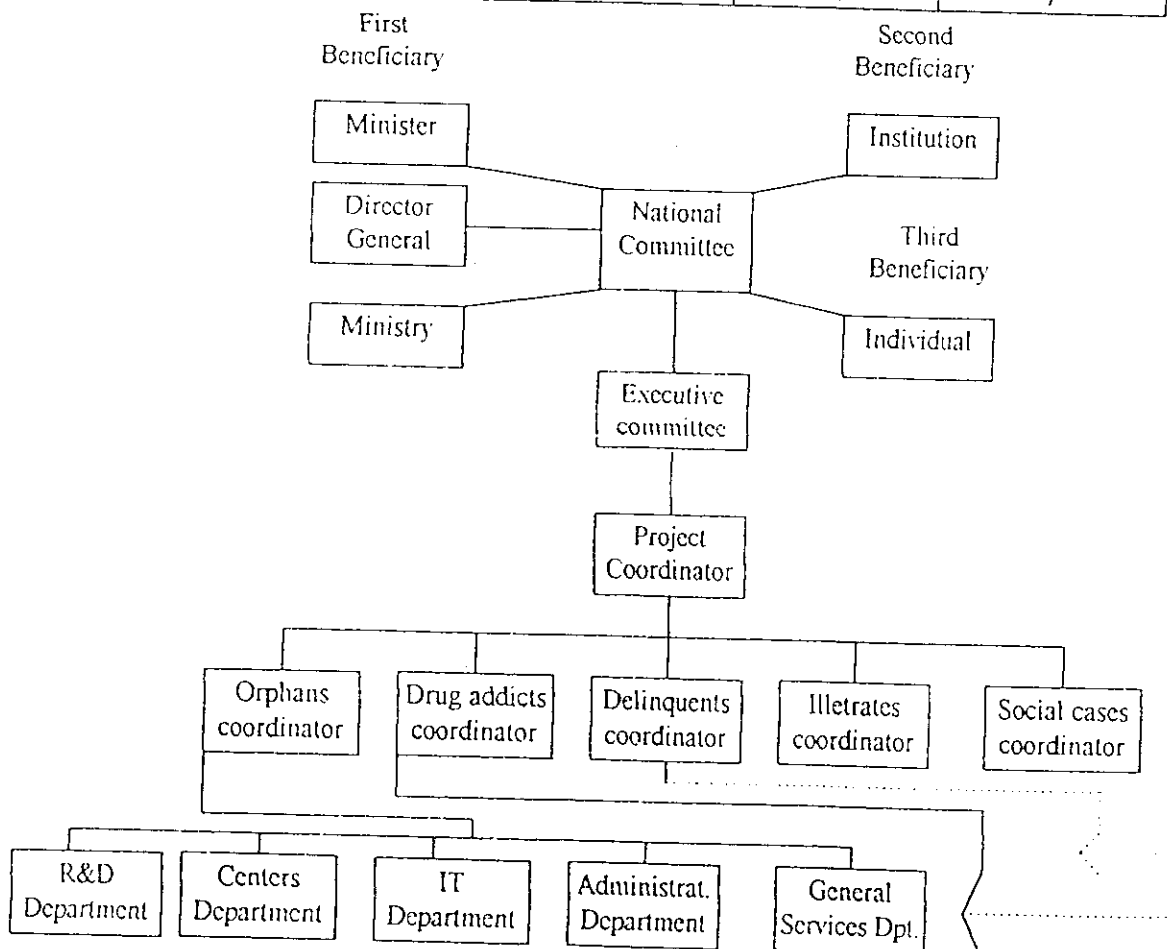 First
Beneficiary
Second
Beneficiary
Minister
Institution
Director
General
National
Committee
Third
Beneficiary
Ministry
Individual
Executive
committee
Project
Coordinator
Orphans
coordinator
Drug addicts
coordinator
Delinquents
coordinator
Illetrates
coordinator
Social cases
coordinator
R&D
Department
Centers
Department
IT
Department
Administrat.
Department
General
Services Dpt.